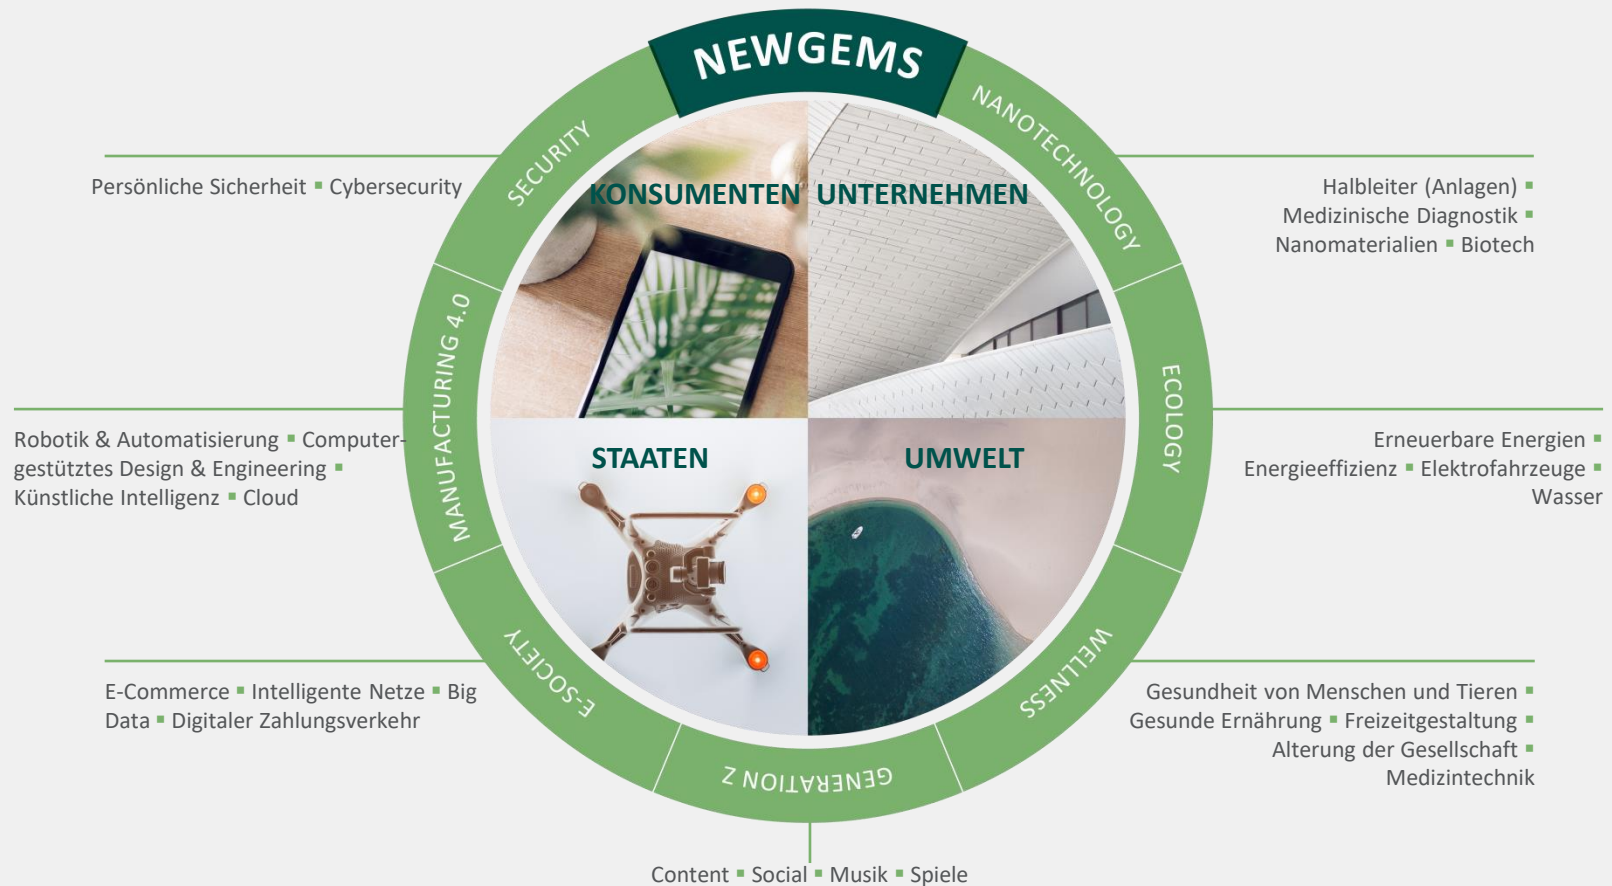 NEWGEMS
SECURITY
NANOTECHNOLOGY
Persönliche Sicherheit ▪ Cybersecurity
KONSUMENTEN
UNTERNEHMEN
Halbleiter (Anlagen) ▪
Medizinische Diagnostik ▪
Nanomaterialien ▪ Biotech
MANUFACTURING 4.0
ECOLOGY
Robotik & Automatisierung ▪ Computer-
gestütztes Design & Engineering ▪
Künstliche Intelligenz ▪ Cloud
STAATEN
UMWELT
Erneuerbare Energien ▪
Energieeffizienz ▪ Elektrofahrzeuge ▪
Wasser
E-SOCIETY
WELLNESS
E-Commerce ▪ Intelligente Netze ▪ Big
Data ▪ Digitaler Zahlungsverkehr
Gesundheit von Menschen und Tieren ▪
Gesunde Ernährung ▪ Freizeitgestaltung ▪
Alterung der Gesellschaft ▪
Medizintechnik
GENERATION Z
Content ▪ Social ▪ Musik ▪ Spiele